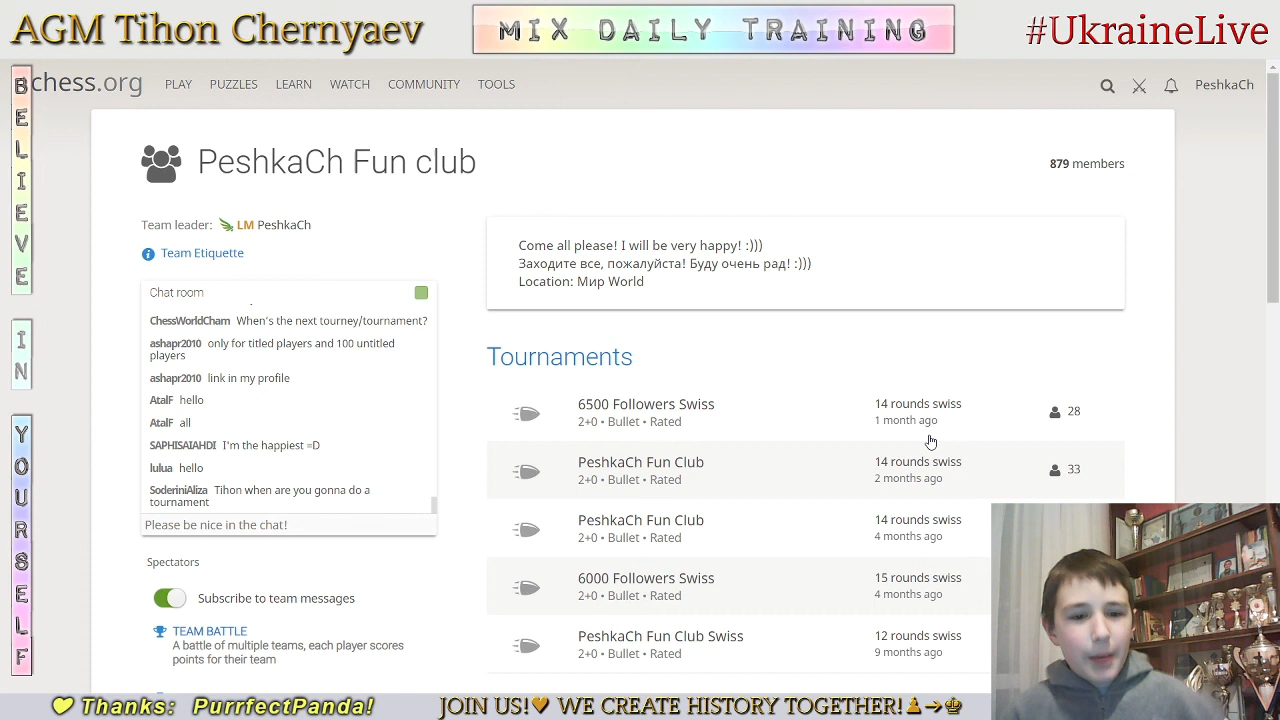 AGM Tihon Chernyaev
MIX DAILY TRAINING
#UkraineLive
BELIEVE
IN
YOURSELF
chess.org
PLAY
PUZZLES
LEARN
WATCH
COMMUNITY
TOOLS
PeshkaCh
PeshkaCh Fun club
879 members
Team leader: LM PeshkaCh
Team Etiquette
Come all please! I will be very happy! :)))
Заходите все, пожалуйста! Буду очень рад! :)))
Location: Мир World
Chat room
ChessWorldCham When's the next tourney/tournament?
ashapr2010 only for titled players and 100 untitled
players
ashapr2010 link in my profile
AtalF hello
AtalF all
SAPHISAIAHDI I'm the happiest =D
lulua hello
SoderiniAliza Tihon when are you gonna do a
tournament
Please be nice in the chat!
Spectators
Subscribe to team messages
TEAM BATTLE
A battle of multiple teams, each player scores
points for their team
Tournaments
6500 Followers Swiss
2+0 • Bullet • Rated
14 rounds swiss
1 month ago
28
PeshkaCh Fun Club
2+0 • Bullet • Rated
14 rounds swiss
2 months ago
33
PeshkaCh Fun Club
2+0 • Bullet • Rated
14 rounds swiss
4 months ago
6000 Followers Swiss
2+0 • Bullet • Rated
15 rounds swiss
4 months ago
PeshkaCh Fun Club Swiss
2+0 • Bullet • Rated
12 rounds swiss
9 months ago
Thanks: PurrfectPanda!
JOIN US!🧡 WE CREATE HISTORY TOGETHER!♟→♚